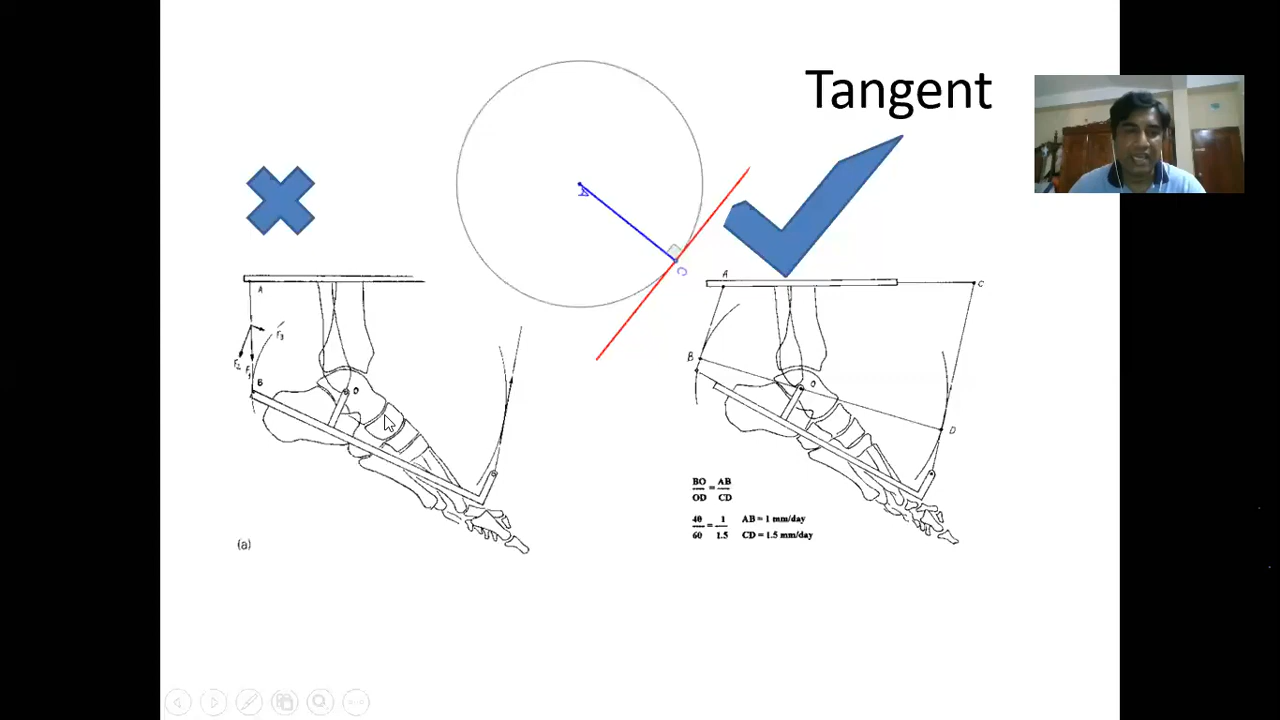 Tangent
A
C
A
F3
F2
F1
B
O
(a)
A
C
B
O
D
BO AB
— = —
OD CD
40 1
— = — AB = 1 mm/day
60 1.5 CD = 1.5 mm/day